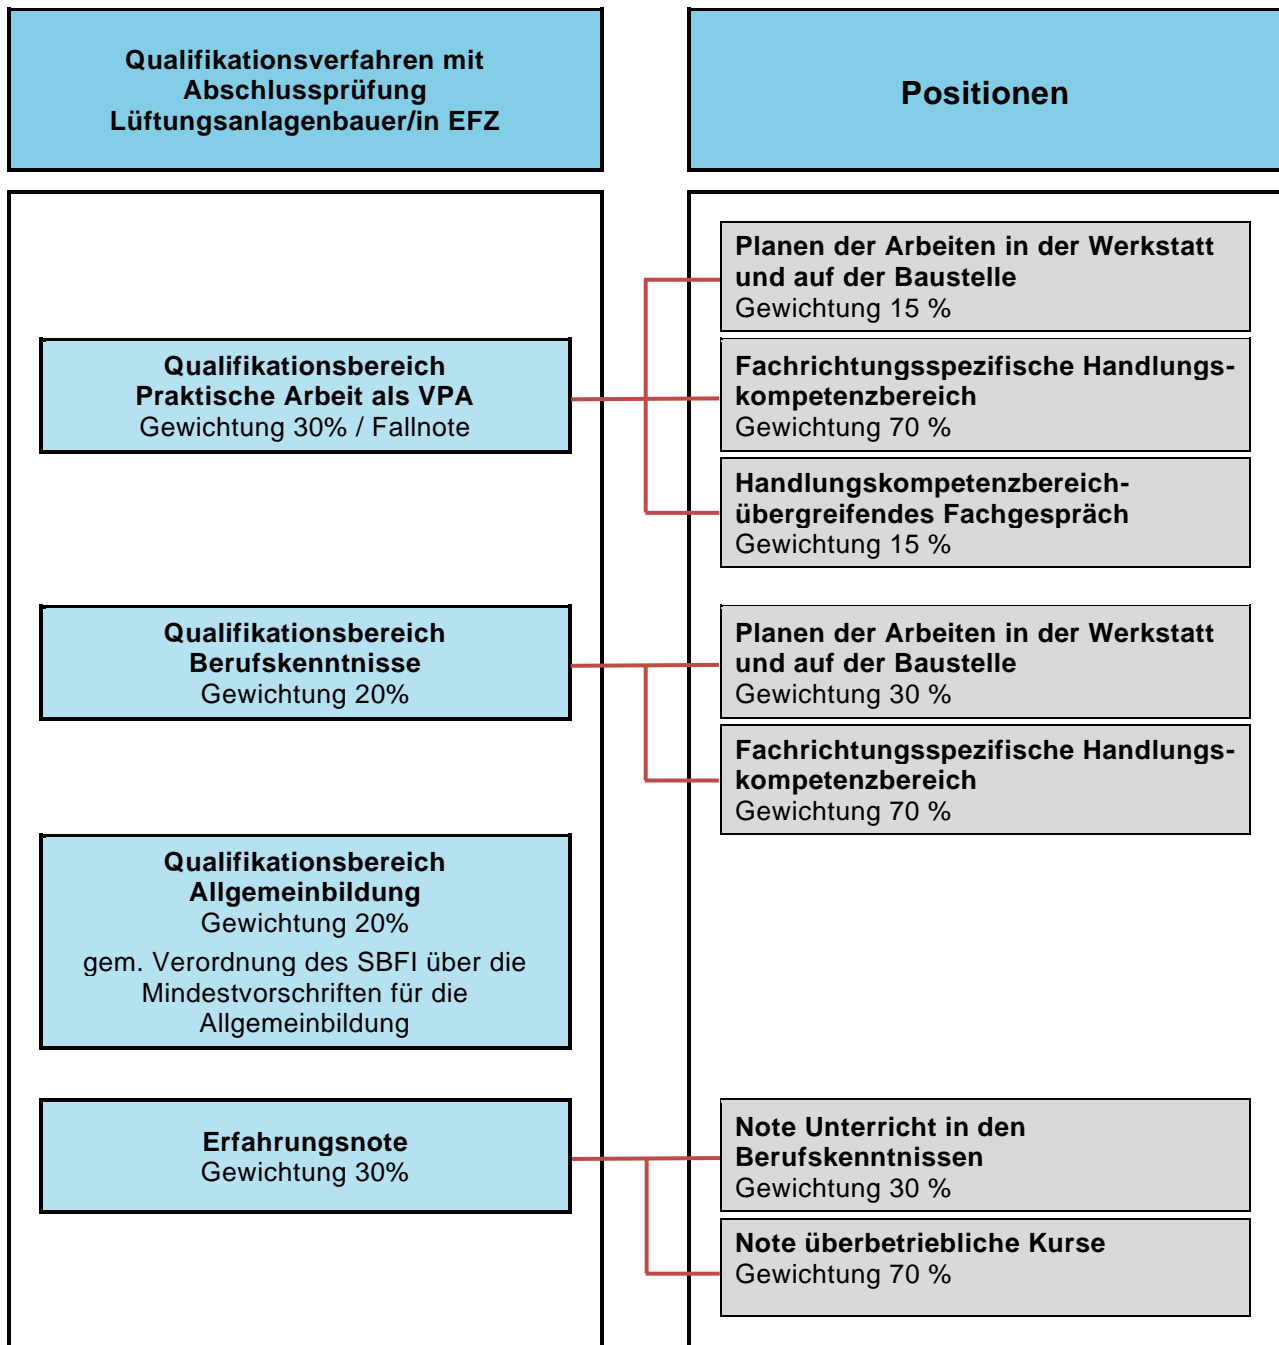 Qualifikationsverfahren mit
Abschlussprüfung
Lüftungsanlagenbauer/in EFZ
Positionen
Qualifikationsbereich
Praktische Arbeit als VPA
Gewichtung 30% / Fallnote
Planen der Arbeiten in der Werkstatt
und auf der Baustelle
Gewichtung 15 %
Fachrichtungsspezifische Handlungs-
kompetenzbereich
Gewichtung 70 %
Handlungskompetenzbereich-
übergreifendes Fachgespräch
Gewichtung 15 %
Qualifikationsbereich
Berufskenntnisse
Gewichtung 20%
Planen der Arbeiten in der Werkstatt
und auf der Baustelle
Gewichtung 30 %
Fachrichtungsspezifische Handlungs-
kompetenzbereich
Gewichtung 70 %
Qualifikationsbereich
Allgemeinbildung
Gewichtung 20%
gem. Verordnung des SBFI über die
Mindestvorschriften für die
Allgemeinbildung
Erfahrungsnote
Gewichtung 30%
Note Unterricht in den
Berufskenntnissen
Gewichtung 30 %
Note überbetriebliche Kurse
Gewichtung 70 %